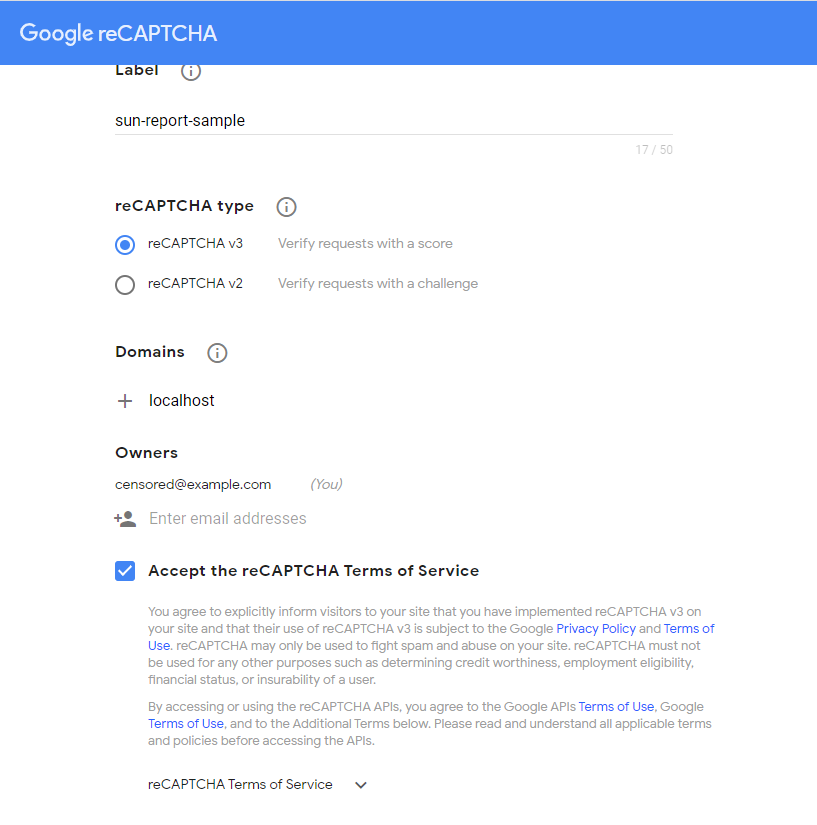 Google reCAPTCHA
Label
sun-report-sample
17 / 50
reCAPTCHA type
reCAPTCHA v3 Verify requests with a score
reCAPTCHA v2 Verify requests with a challenge
Domains
localhost
Owners
censored@example.com (You)
Enter email addresses
Accept the reCAPTCHA Terms of Service
You agree to explicitly inform visitors to your site that you have implemented reCAPTCHA v3 on
your site and that their use of reCAPTCHA v3 is subject to the Google Privacy Policy and Terms of
Use. reCAPTCHA may only be used to fight spam and abuse on your site. reCAPTCHA must not
be used for any other purposes such as determining credit worthiness, employment eligibility,
financial status, or insurability of a user.
By accessing or using the reCAPTCHA APIs, you agree to the Google APIs Terms of Use, Google
Terms of Use, and to the Additional Terms below. Please read and understand all applicable terms
and policies before accessing the APIs.
reCAPTCHA Terms of Service